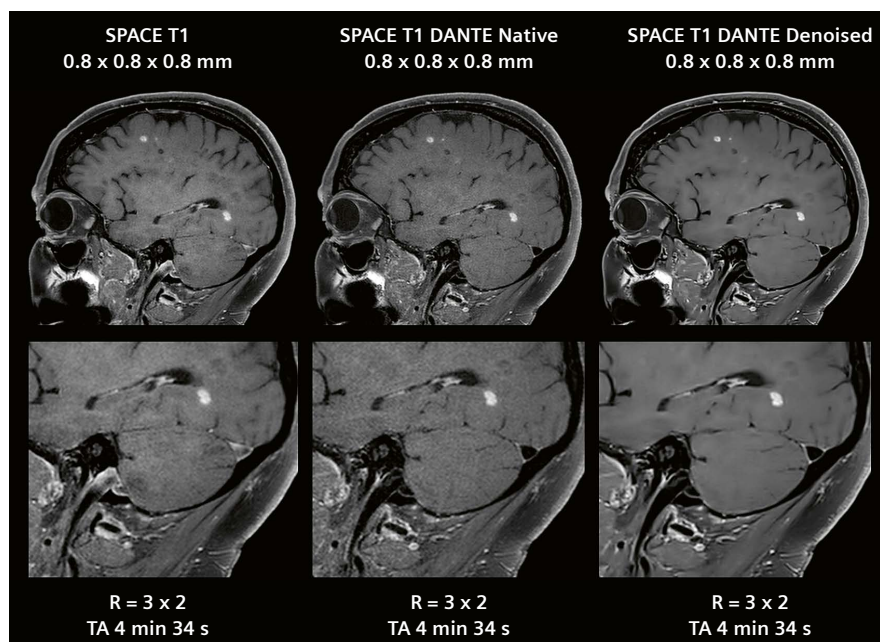 SPACE T1
0.8 x 0.8 x 0.8 mm
SPACE T1 DANTE Native
0.8 x 0.8 x 0.8 mm
SPACE T1 DANTE Denoised
0.8 x 0.8 x 0.8 mm
R = 3 x 2
TA 4 min 34 s
R = 3 x 2
TA 4 min 34 s
R = 3 x 2
TA 4 min 34 s